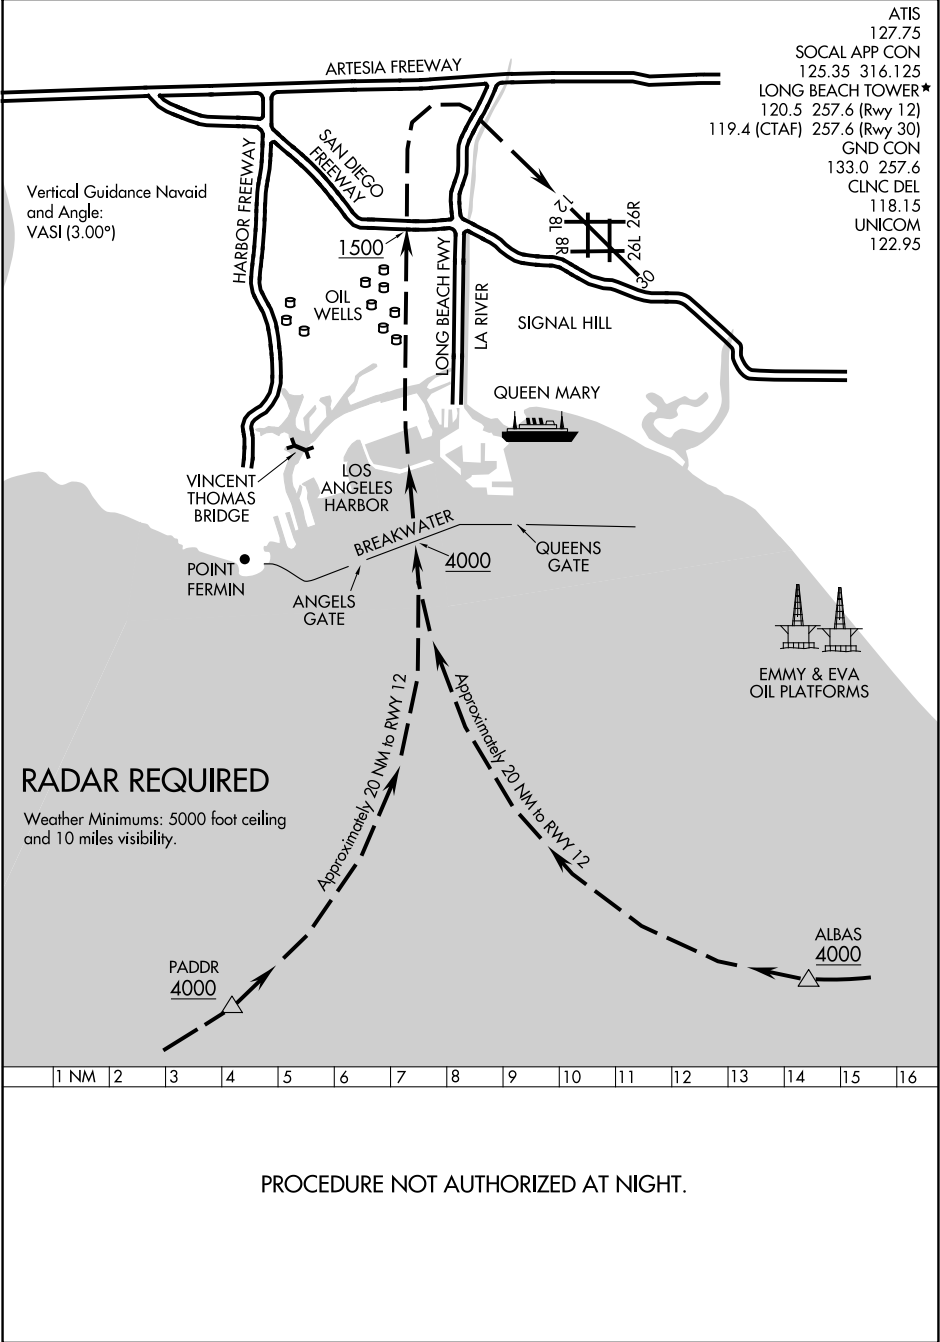 ATIS
127.75
SOCAL APP CON
125.35 316.125
LONG BEACH TOWER★
120.5 257.6 (Rwy 12)
119.4 (CTAF) 257.6 (Rwy 30)
GND CON
133.0 257.6
CLNC DEL
118.15
UNICOM
122.95
ARTESIA FREEWAY
SAN DIEGO
FREEWAY
HARBOR FREEWAY
Vertical Guidance Navaid
and Angle:
VASI (3.00°)
12
8L
8R
26R
26L
30
1500
OIL
WELLS
LONG BEACH FWY
LA RIVER
SIGNAL HILL
QUEEN MARY
VINCENT
THOMAS
BRIDGE
LOS
ANGELES
HARBOR
BREAKWATER
4000
QUEENS
GATE
POINT
FERMIN
ANGELS
GATE
EMMY & EVA
OIL PLATFORMS
Approximately 20 NM to RWY 12
Approximately 20 NM to RWY 12
RADAR REQUIRED
Weather Minimums: 5000 foot ceiling
and 10 miles visibility.
ALBAS
4000
PADDR
4000
1 NM 2 3 4 5 6 7 8 9 10 11 12 13 14 15 16
PROCEDURE NOT AUTHORIZED AT NIGHT.